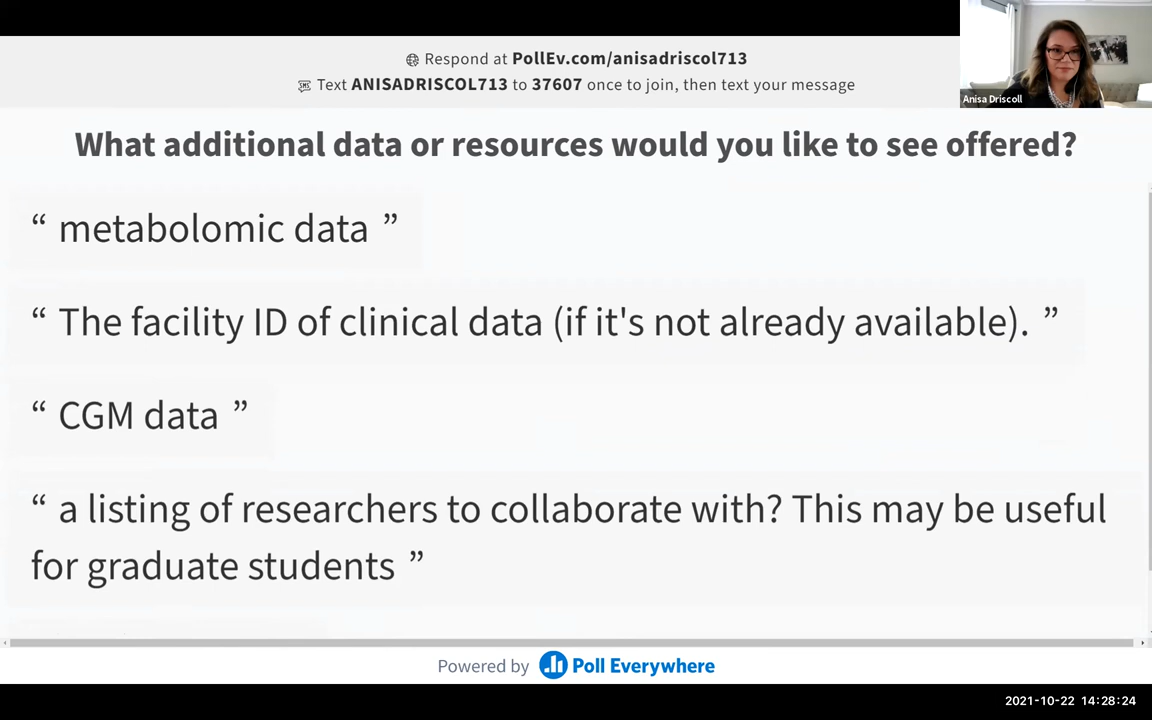 Respond at PollEv.com/anisadriscol713
Text ANISADRISCOL713 to 37607 once to join, then text your message
Anisa Driscoll
What additional data or resources would you like to see offered?
“ metabolomic data ”
“ The facility ID of clinical data (if it's not already available). ”
“ CGM data ”
“ a listing of researchers to collaborate with? This may be useful
for graduate students ”
Powered by Poll Everywhere
2021-10-22 14:28:24